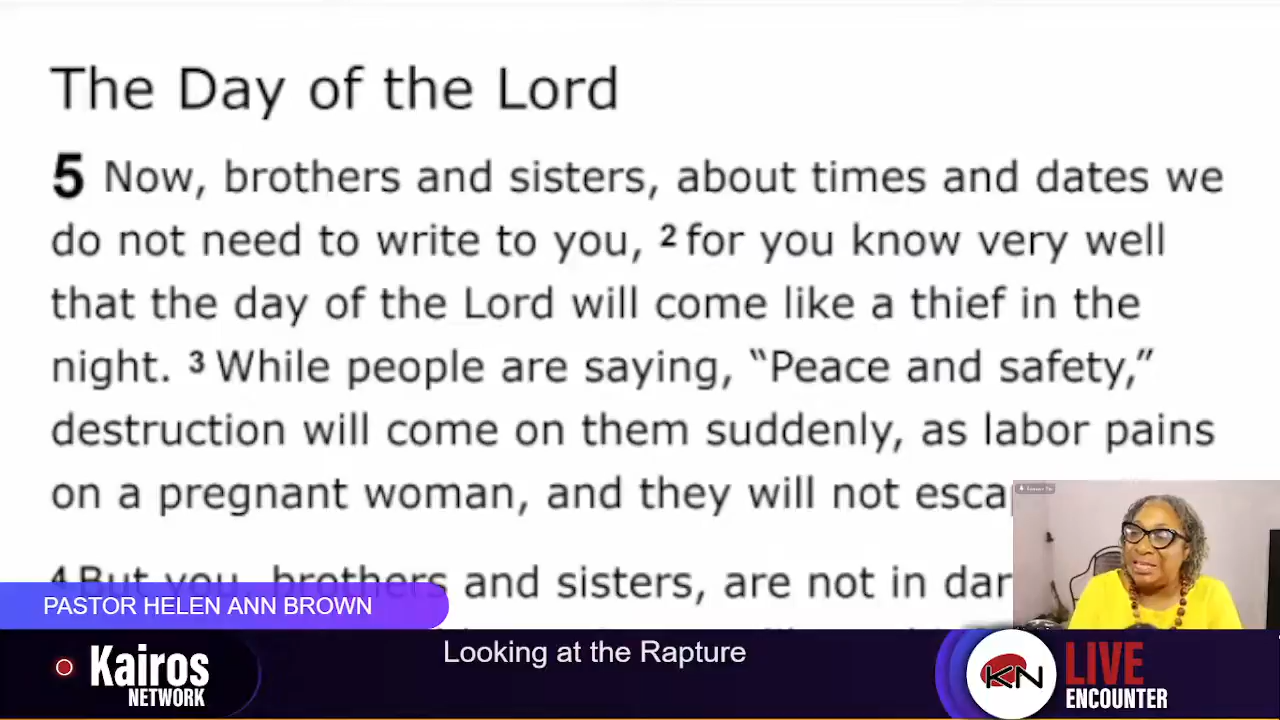 The Day of the Lord
5 Now, brothers and sisters, about times and dates we
do not need to write to you, 2 for you know very well
that the day of the Lord will come like a thief in the
night. 3 While people are saying, “Peace and safety,”
destruction will come on them suddenly, as labor pains
on a pregnant woman, and they will not esca
4 But you, brothers and sisters, are not in dar
PASTOR HELEN ANN BROWN
Kairos
NETWORK
Looking at the Rapture
KN
LIVE
ENCOUNTER